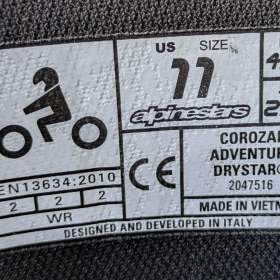 US SIZE
11
alpinestars
EN13634:2010
2 2 2
WR
CE
COROZAL
ADVENTURE
DRYSTAR®
2047516
MADE IN VIETN
DESIGNED AND DEVELOPED IN ITALY